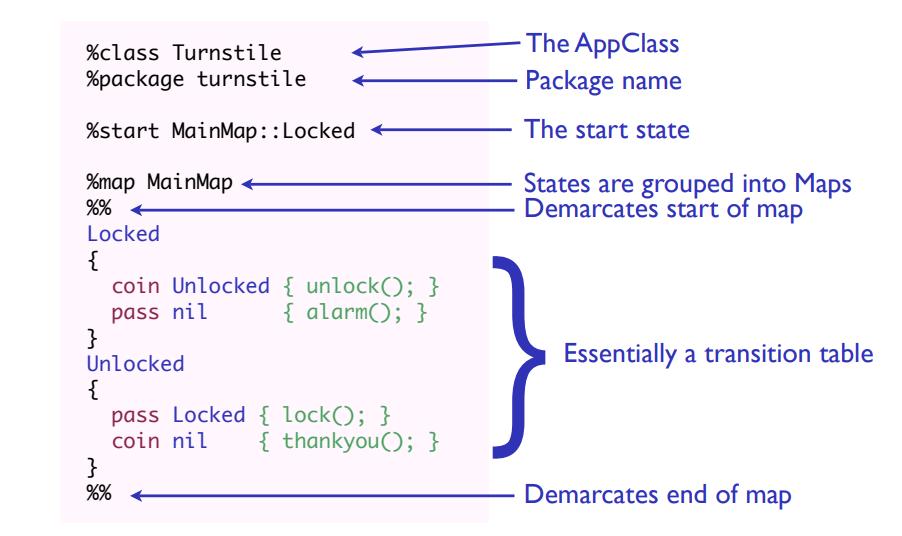 %class Turnstile
The AppClass
%package turnstile
Package name
%start MainMap::Locked
The start state
%map MainMap
States are grouped into Maps
%%
Demarcates start of map
Locked
{
coin Unlocked { unlock(); }
pass nil { alarm(); }
}
Essentially a transition table
Unlocked
{
pass Locked { lock(); }
coin nil { thankyou(); }
}
%%
Demarcates end of map